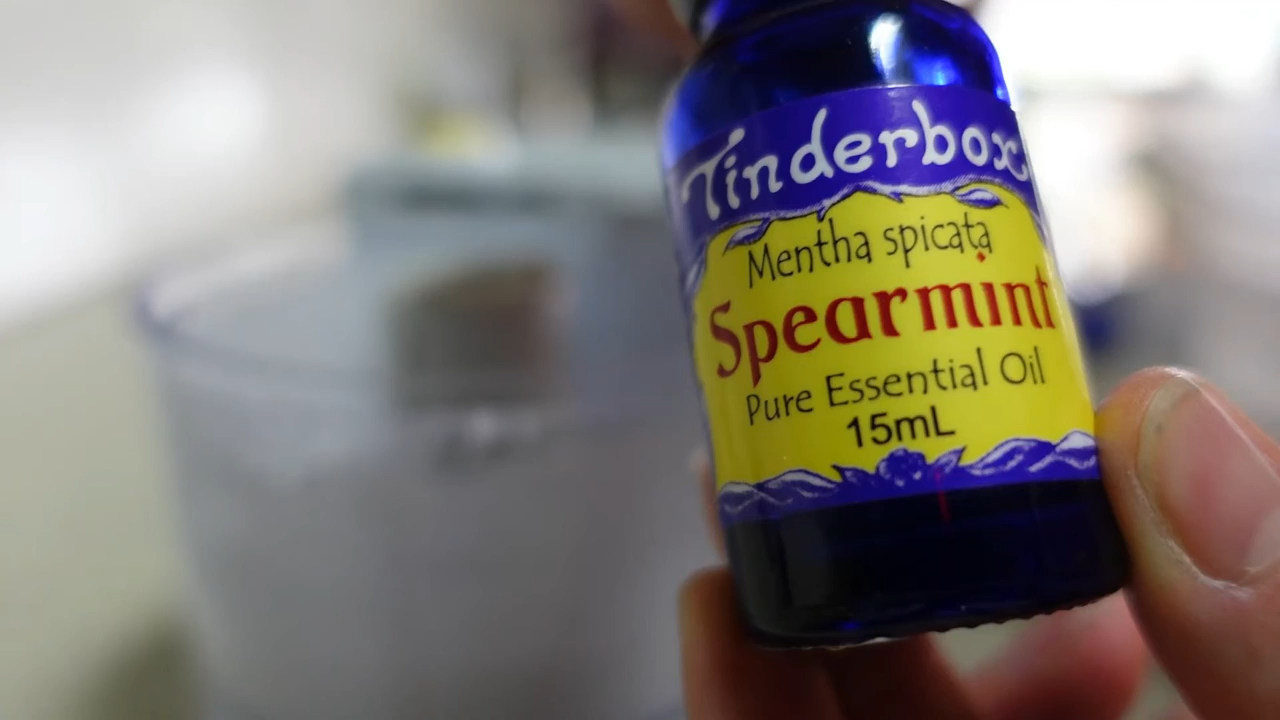 Tinderbox
Mentha spicata
Spearmint
Pure Essential Oil
15mL